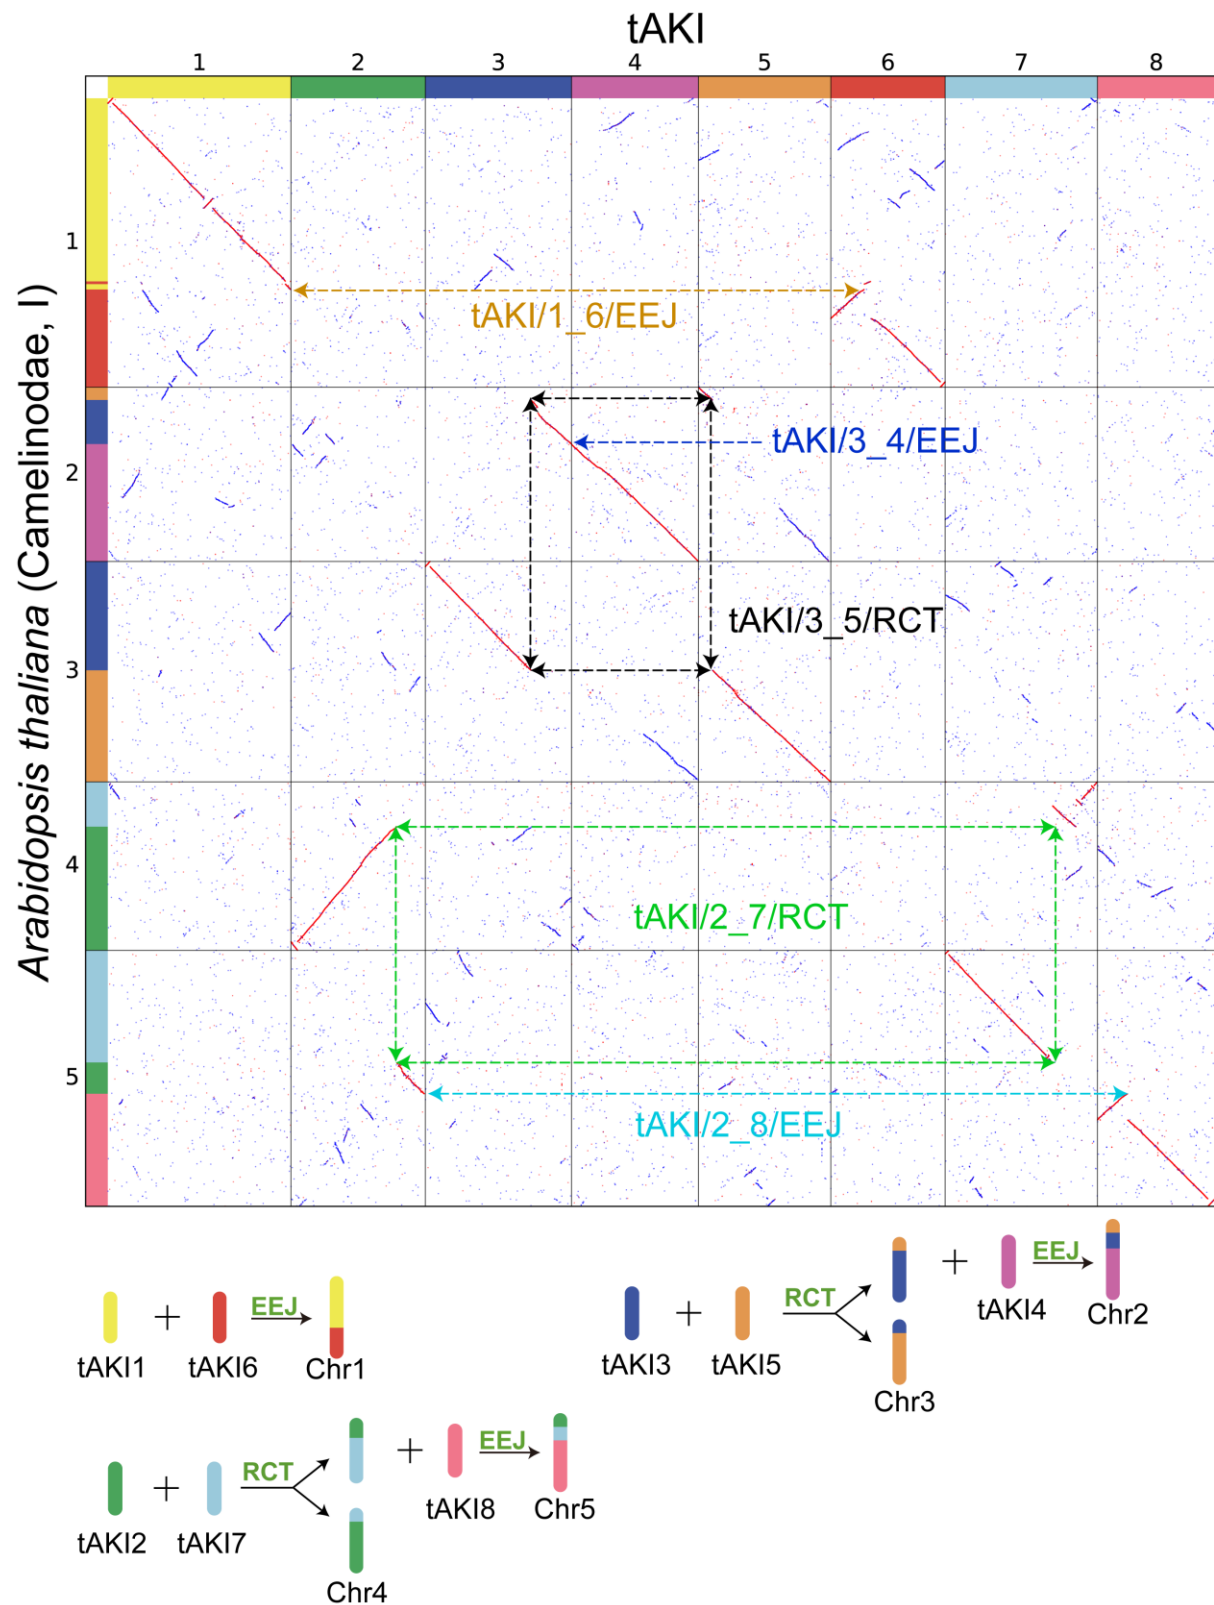 tAKI
1 2 3 4 5 6 7 8
Arabidopsis thaliana (Camelinodae, I)
1
tAKI/1_6/EEJ
tAKI/3_4/EEJ
2
tAKI/3_5/RCT
3
4
tAKI/2_7/RCT
5
tAKI/2_8/EEJ
+ EEJ
tAKI1 tAKI6 Chr1
+ RCT + EEJ
tAKI3 tAKI5 tAKI4 Chr2
Chr3
+ RCT + EEJ
tAKI2 tAKI7 tAKI8 Chr5
Chr4